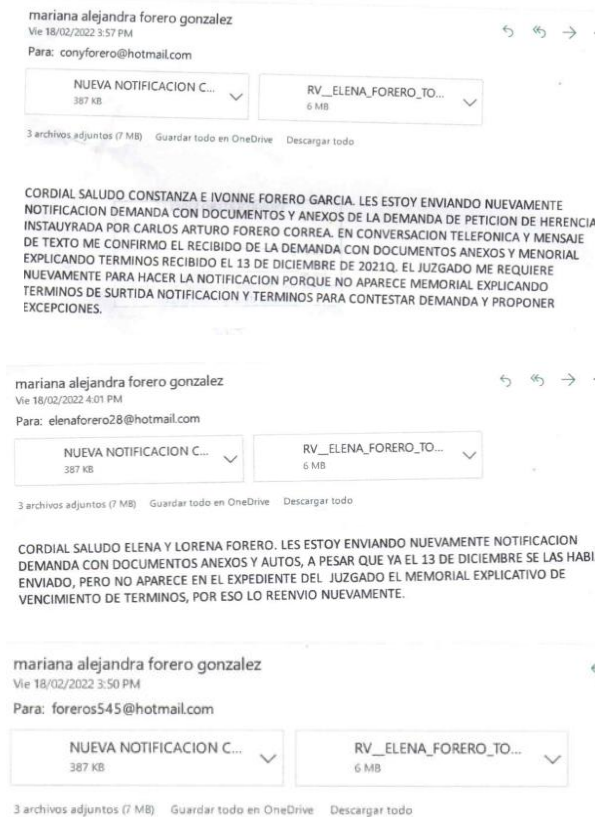 mariana alejandra forero gonzalez
Vie 18/02/2022 3:57 PM
Para: conyforero@hotmail.com
NUEVA NOTIFICACION C...
387 KB
RV__ELENA_FORERO_TO...
6 MB
3 archivos adjuntos (7 MB) Guardar todo en OneDrive Descargar todo
CORDIAL SALUDO CONSTANZA E IVONNE FORERO GARCIA. LES ESTOY ENVIANDO NUEVAMENTE
NOTIFICACION DEMANDA CON DOCUMENTOS Y ANEXOS DE LA DEMANDA DE PETICION DE HERENCIA
INSTAUYRADA POR CARLOS ARTURO FORERO CORREA. EN CONVERSACION TELEFONICA Y MENSAJE
DE TEXTO ME CONFIRMO EL RECIBIDO DE LA DEMANDA CON DOCUMENTOS ANEXOS Y MENORIAL
EXPLICANDO TERMINOS RECIBIDO EL 13 DE DICIEMBRE DE 2021Q. EL JUZGADO ME REQUIERE
NUEVAMENTE PARA HACER LA NOTIFICACION PORQUE NO APARECE MEMORIAL EXPLICANDO
TERMINOS DE SURTIDA NOTIFICACION Y TERMINOS PARA CONTESTAR DEMANDA Y PROPONER
EXCEPCIONES.
mariana alejandra forero gonzalez
Vie 18/02/2022 4:01 PM
Para: elenaforero28@hotmail.com
NUEVA NOTIFICACION C...
387 KB
RV__ELENA_FORERO_TO...
6 MB
3 archivos adjuntos (7 MB) Guardar todo en OneDrive Descargar todo
CORDIAL SALUDO ELENA Y LORENA FORERO. LES ESTOY ENVIANDO NUEVAMENTE NOTIFICACION
DEMANDA CON DOCUMENTOS ANEXOS Y AUTOS, A PESAR QUE YA EL 13 DE DICIEMBRE SE LAS HABI
ENVIADO, PERO NO APARECE EN EL EXPEDIENTE DEL JUZGADO EL MEMORIAL EXPLICATIVO DE
VENCIMIENTO DE TERMINOS, POR ESO LO REENVIO NUEVAMENTE.
mariana alejandra forero gonzalez
Vie 18/02/2022 3:50 PM
Para: foreros545@hotmail.com
NUEVA NOTIFICACION C...
387 KB
RV__ELENA_FORERO_TO...
6 MB
3 archivos adjuntos (7 MB) Guardar todo en OneDrive Descargar todo